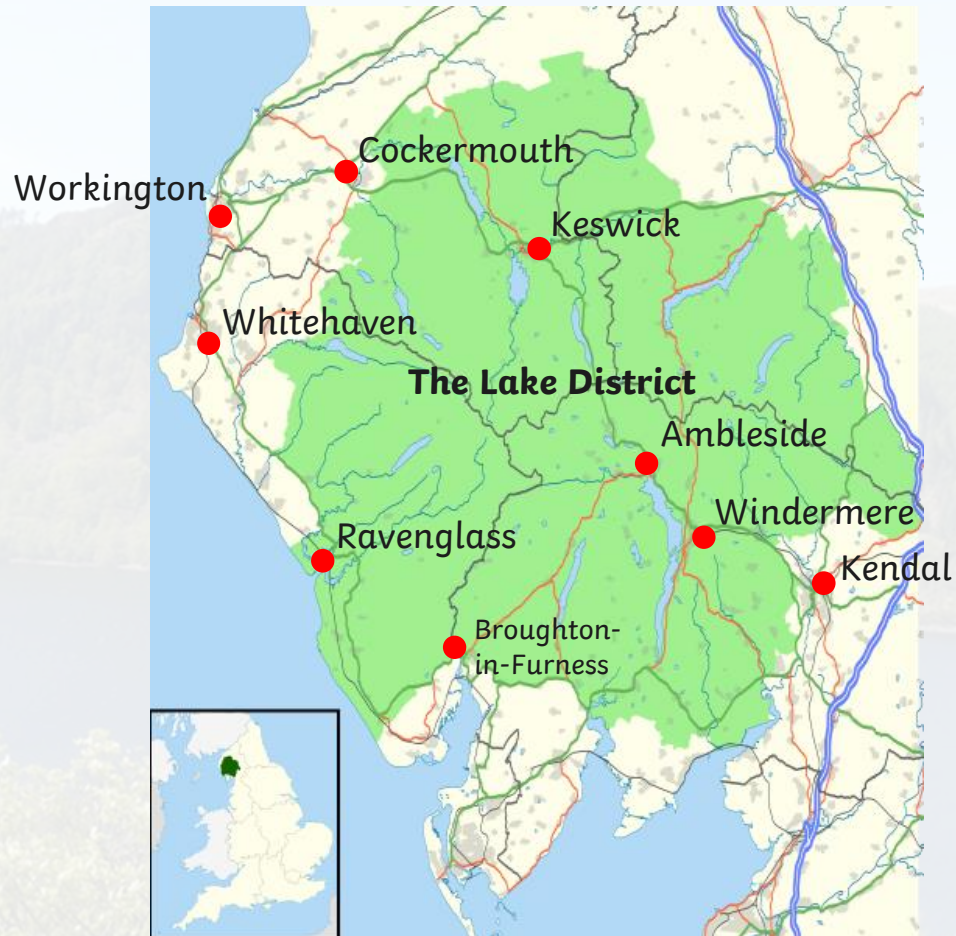 Cockermouth
Workington
Keswick
Whitehaven
The Lake District
Ambleside
Windermere
Ravenglass
Kendal
Broughton-
in-Furness